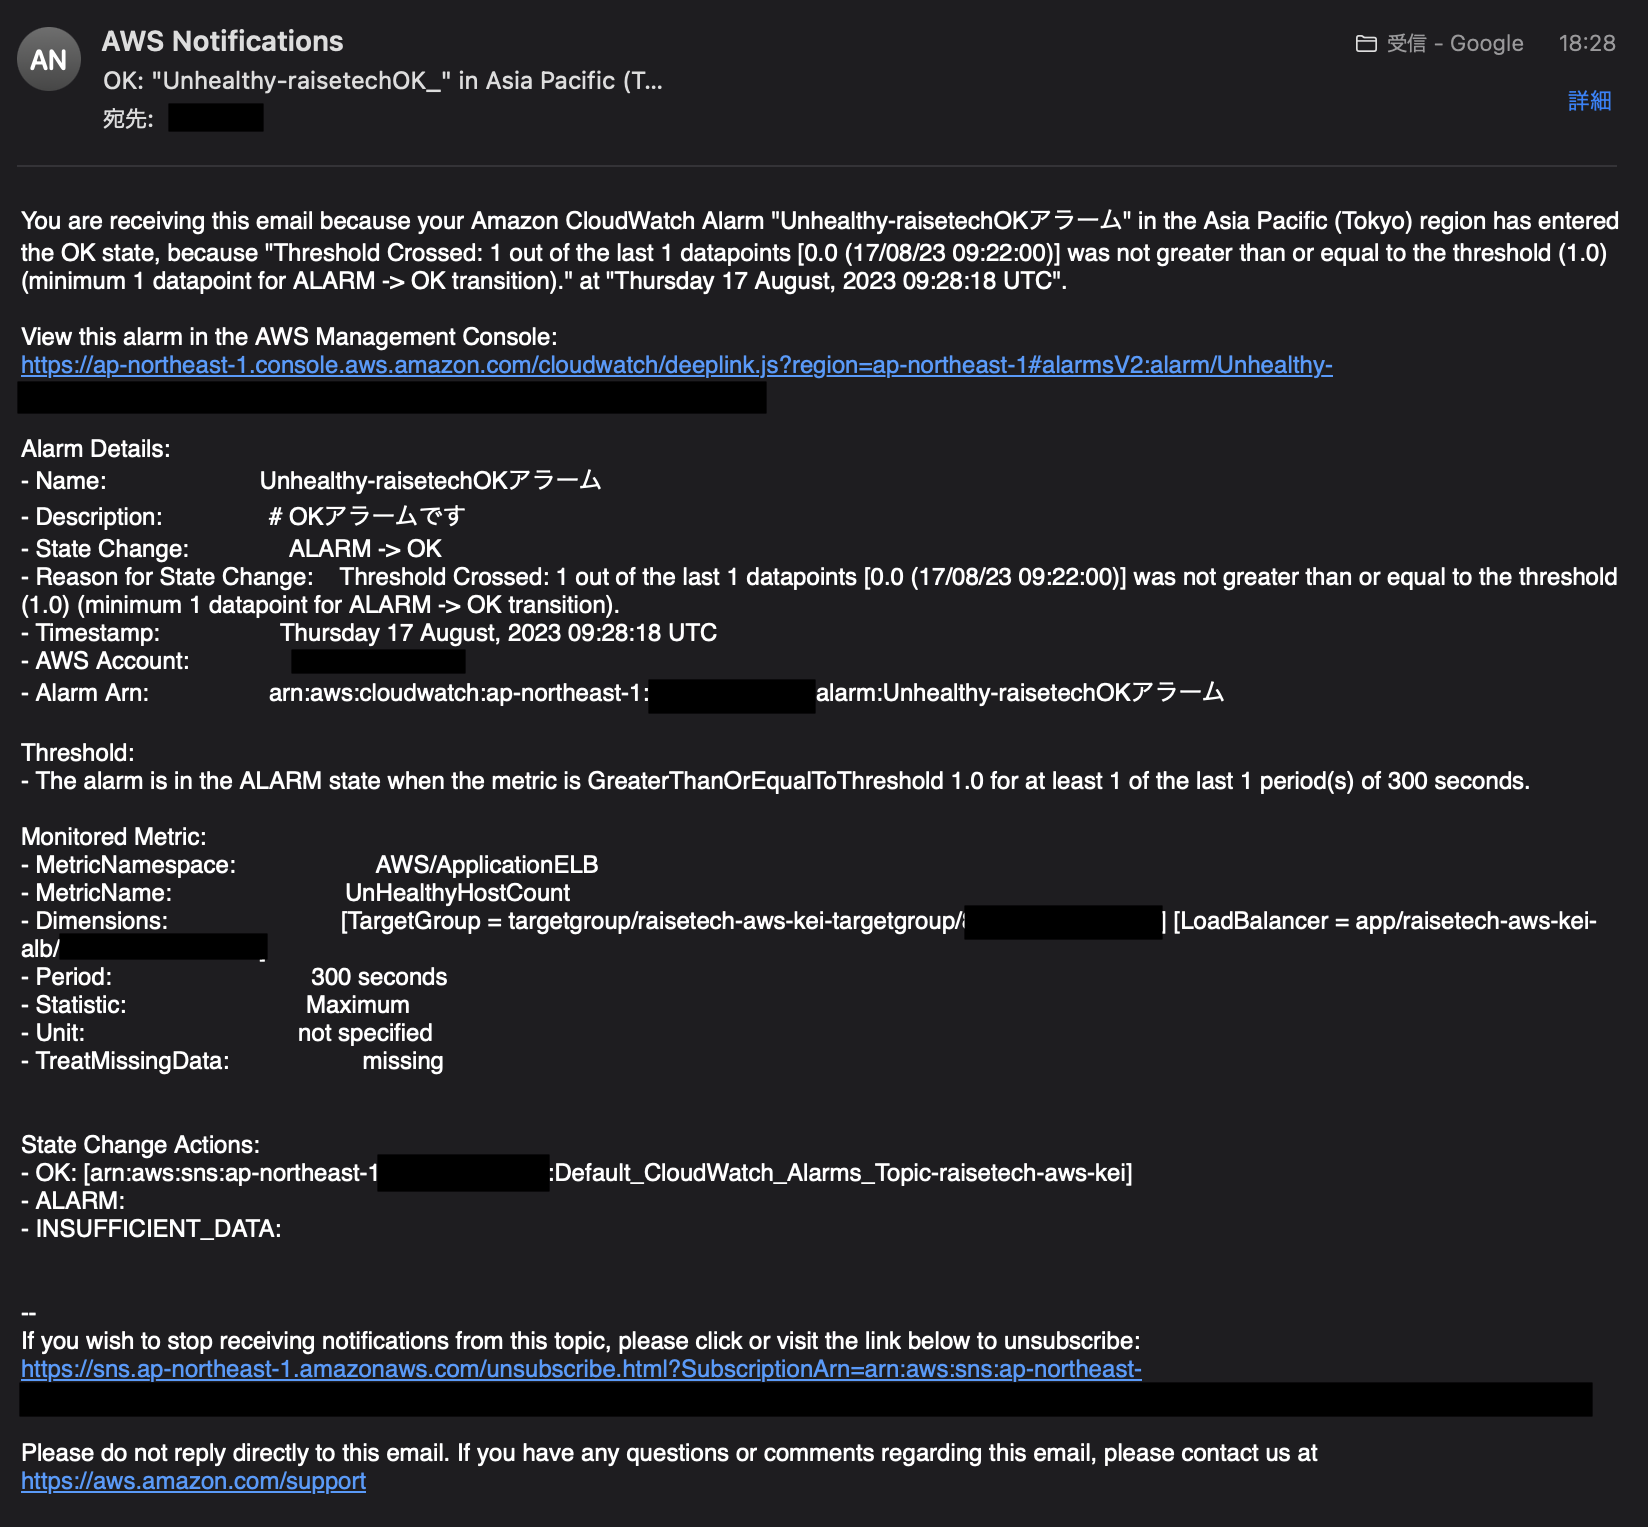 AN
AWS Notifications
受信 - Google 18:28
OK: "Unhealthy-raisetechOK_" in Asia Pacific (T...
詳細
宛先:
You are receiving this email because your Amazon CloudWatch Alarm "Unhealthy-raisetechOKアラーム" in the Asia Pacific (Tokyo) region has entered
the OK state, because "Threshold Crossed: 1 out of the last 1 datapoints [0.0 (17/08/23 09:22:00)] was not greater than or equal to the threshold (1.0)
(minimum 1 datapoint for ALARM -> OK transition)." at "Thursday 17 August, 2023 09:28:18 UTC".
View this alarm in the AWS Management Console:
https://ap-northeast-1.console.aws.amazon.com/cloudwatch/deeplink.js?region=ap-northeast-1#alarmsV2:alarm/Unhealthy-
Alarm Details:
- Name: Unhealthy-raisetechOKアラーム
- Description: # OKアラームです
- State Change: ALARM -> OK
- Reason for State Change: Threshold Crossed: 1 out of the last 1 datapoints [0.0 (17/08/23 09:22:00)] was not greater than or equal to the threshold
(1.0) (minimum 1 datapoint for ALARM -> OK transition).
- Timestamp: Thursday 17 August, 2023 09:28:18 UTC
- AWS Account:
- Alarm Arn: arn:aws:cloudwatch:ap-northeast-1: alarm:Unhealthy-raisetechOKアラーム
Threshold:
- The alarm is in the ALARM state when the metric is GreaterThanOrEqualToThreshold 1.0 for at least 1 of the last 1 period(s) of 300 seconds.
Monitored Metric:
- MetricNamespace: AWS/ApplicationELB
- MetricName: UnHealthyHostCount
- Dimensions: [TargetGroup = targetgroup/raisetech-aws-kei-targetgroup/ ] [LoadBalancer = app/raisetech-aws-kei-
alb/
- Period: 300 seconds
- Statistic: Maximum
- Unit: not specified
- TreatMissingData: missing
State Change Actions:
- OK: [arn:aws:sns:ap-northeast-1 :Default_CloudWatch_Alarms_Topic-raisetech-aws-kei]
- ALARM:
- INSUFFICIENT_DATA:
--
If you wish to stop receiving notifications from this topic, please click or visit the link below to unsubscribe:
https://sns.ap-northeast-1.amazonaws.com/unsubscribe.html?SubscriptionArn=arn:aws:sns:ap-northeast-
Please do not reply directly to this email. If you have any questions or comments regarding this email, please contact us at
https://aws.amazon.com/support